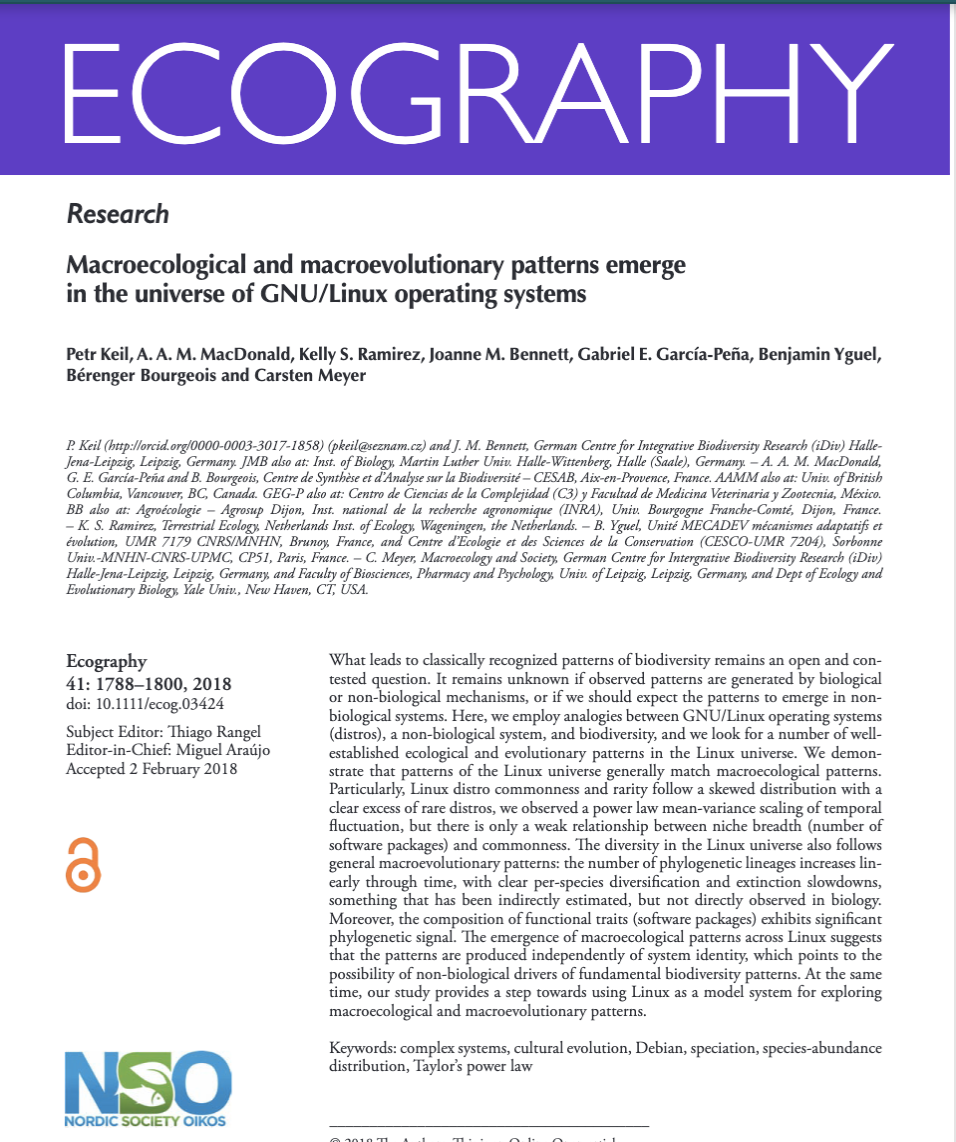 ECOGRAPHY
Research
Macroecological and macroevolutionary patterns emerge
in the universe of GNU/Linux operating systems
Petr Keil, A. A. M. MacDonald, Kelly S. Ramirez, Joanne M. Bennett, Gabriel E. García-Peña, Benjamin Yguel,
Bérenger Bourgeois and Carsten Meyer
P. Keil (http://orcid.org/0000-0003-3017-1858) (pkeil@seznam.cz) and J. M. Bennett, German Centre for Integrative Biodiversity Research (iDiv) Halle-
Jena-Leipzig, Leipzig, Germany. JMB also at: Inst. of Biology, Martin Luther Univ. Halle-Wittenberg, Halle (Saale), Germany. – A. A. M. MacDonald,
G. E. García-Peña and B. Bourgeois, Centre de Synthèse et d'Analyse sur la Biodiversité – CESAB, Aix-en-Provence, France. AAMM also at: Univ. of British
Columbia, Vancouver, BC, Canada. GEG-P also at: Centro de Ciencias de la Complejidad (C3) y Facultad de Medicina Veterinaria y Zootecnia, México.
BB also at: Agroécologie – Agrosup Dijon, Inst. national de la recherche agronomique (INRA), Univ. Bourgogne Franche-Comté, Dijon, France.
– K. S. Ramirez, Terrestrial Ecology, Netherlands Inst. of Ecology, Wageningen, the Netherlands. – B. Yguel, Unité MECADEV mécanismes adaptatifs et
évolution, UMR 7179 CNRS/MNHN, Brunoy, France, and Centre d'Ecologie et des Sciences de la Conservation (CESCO-UMR 7204), Sorbonne
Univ.-MNHN-CNRS-UPMC, CP51, Paris, France. – C. Meyer, Macroecology and Society, German Centre for Intergrative Biodiversity Research (iDiv)
Halle-Jena-Leipzig, Leipzig, Germany, and Faculty of Biosciences, Pharmacy and Psychology, Univ. of Leipzig, Leipzig, Germany, and Dept of Ecology and
Evolutionary Biology, Yale Univ., New Haven, CT, USA.
Ecography
41: 1788–1800, 2018
doi: 10.1111/ecog.03424
Subject Editor: Thiago Rangel
Editor-in-Chief: Miguel Araújo
Accepted 2 February 2018
What leads to classically recognized patterns of biodiversity remains an open and con-
tested question. It remains unknown if observed patterns are generated by biological
or non-biological mechanisms, or if we should expect the patterns to emerge in non-
biological systems. Here, we employ analogies between GNU/Linux operating systems
(distros), a non-biological system, and biodiversity, and we look for a number of well-
established ecological and evolutionary patterns in the Linux universe. We demon-
strate that patterns of the Linux universe generally match macroecological patterns.
Particularly, Linux distro commonness and rarity follow a skewed distribution with a
clear excess of rare distros, we observed a power law mean-variance scaling of temporal
fluctuation, but there is only a weak relationship between niche breadth (number of
software packages) and commonness. The diversity in the Linux universe also follows
general macroevolutionary patterns: the number of phylogenetic lineages increases lin-
early through time, with clear per-species diversification and extinction slowdowns,
something that has been indirectly estimated, but not directly observed in biology.
Moreover, the composition of functional traits (software packages) exhibits significant
phylogenetic signal. The emergence of macroecological patterns across Linux suggests
that the patterns are produced independently of system identity, which points to the
possibility of non-biological drivers of fundamental biodiversity patterns. At the same
time, our study provides a step towards using Linux as a model system for exploring
macroecological and macroevolutionary patterns.
Keywords: complex systems, cultural evolution, Debian, speciation, species-abundance
distribution, Taylor's power law
NSO
NORDIC SOCIETY OIKOS